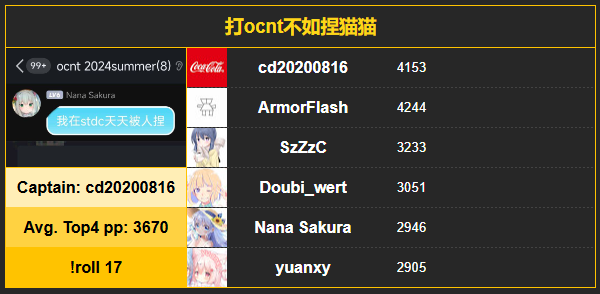 打ocnt不如捏猫猫
99+
ocnt 2024summer(8)
LV6 Nana Sakura
我在stdc天天被人捏
Captain: cd20200816
Avg. Top4 pp: 3670
!roll 17
Coca-Cola
cd20200816 4153
ArmorFlash 4244
SzZzC 3233
Doubi_wert 3051
Nana Sakura 2946
yuanxy 2905